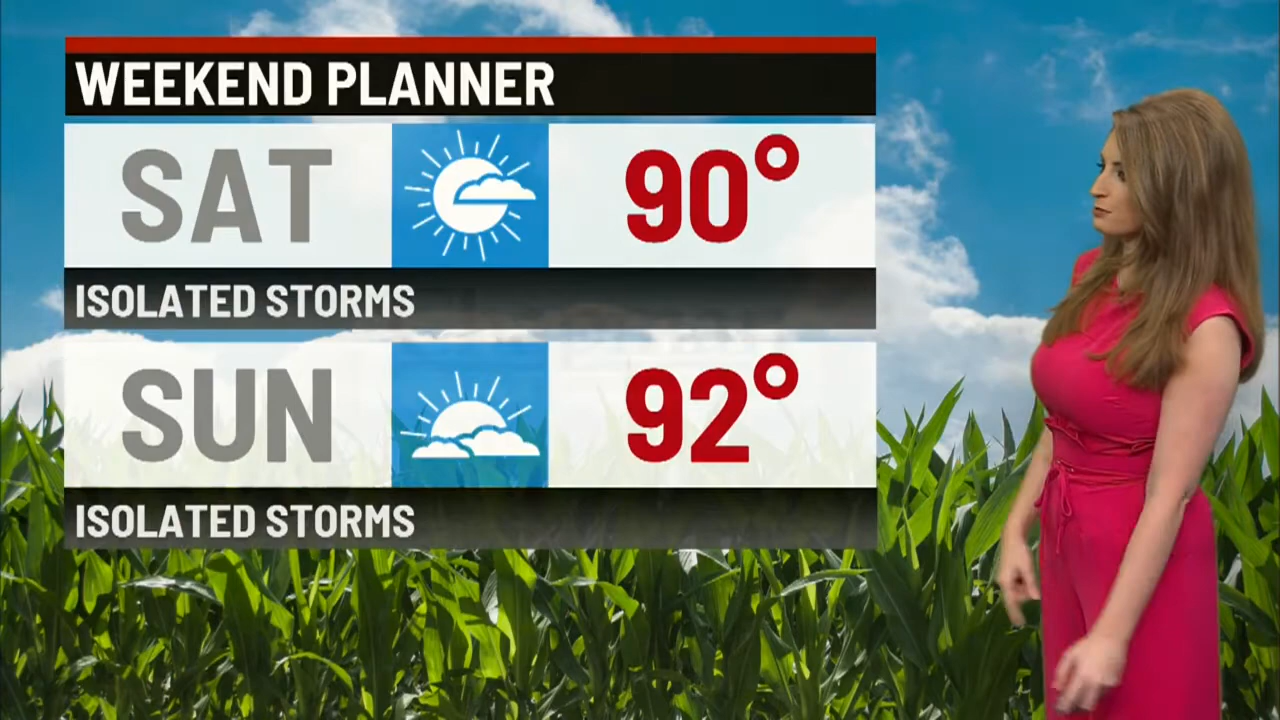 WEEKEND PLANNER
SAT 90°
ISOLATED STORMS
SUN 92°
ISOLATED STORMS